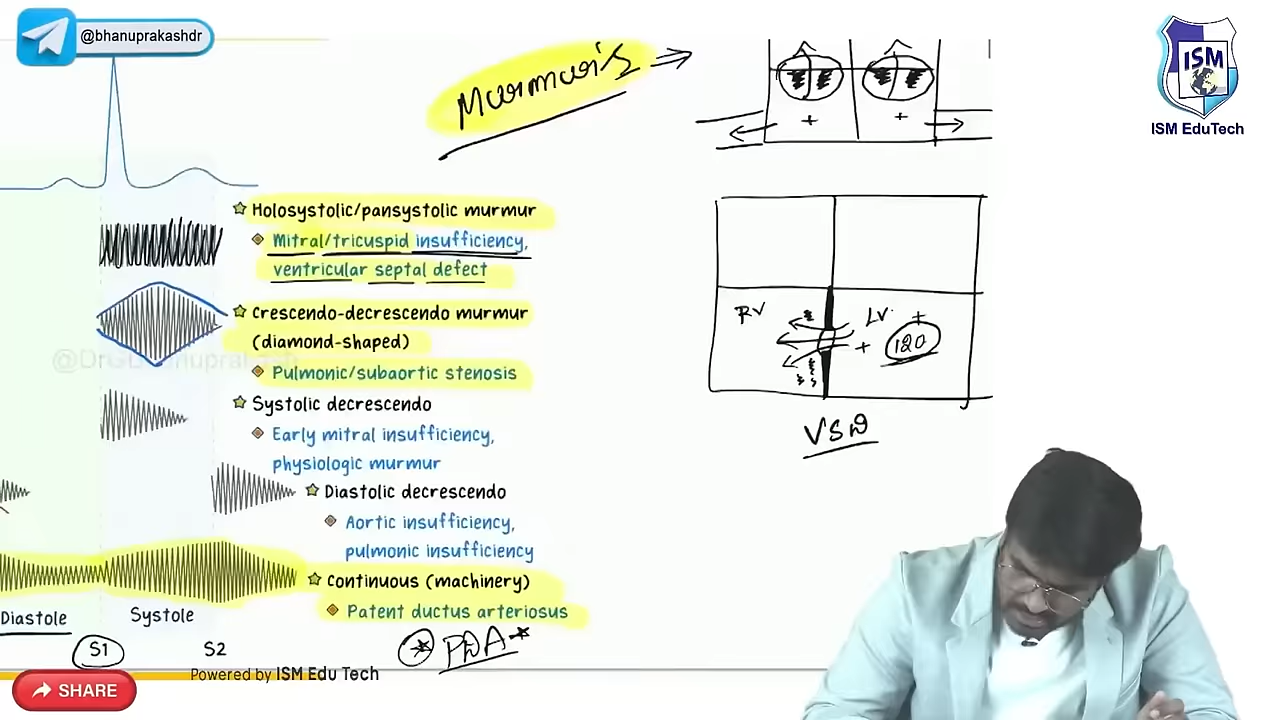 @bhanuprakashdr
Murmur's
ISM
ISM EduTech
Holosystolic/pansystolic murmur
Mitral/tricuspid insufficiency,
ventricular septal defect
Crescendo-decrescendo murmur
(diamond-shaped)
Pulmonic/subaortic stenosis
Systolic decrescendo
Early mitral insufficiency,
physiologic murmur
Diastolic decrescendo
Aortic insufficiency,
pulmonic insufficiency
Continuous (machinery)
Patent ductus arteriosus
Diastole
Systole
S1
S2
PDA
RV
LV
120
VSD
SHARE
Powered by ISM Edu Tech